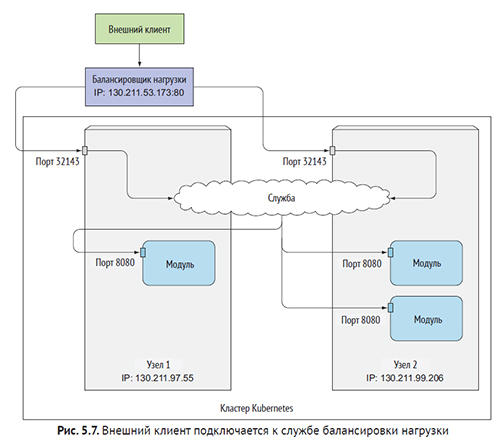 Внешний клиент
Балансировщик нагрузки
IP: 130.211.53.173:80
Порт 32143
Порт 32143
Служба
Порт 8080
Модуль
Порт 8080
Модуль
Порт 8080
Модуль
Узел 1
IP: 130.211.97.55
Узел 2
IP: 130.211.99.206
Кластер Kubernetes
Рис. 5.7. Внешний клиент подключается к службе балансировки нагрузки